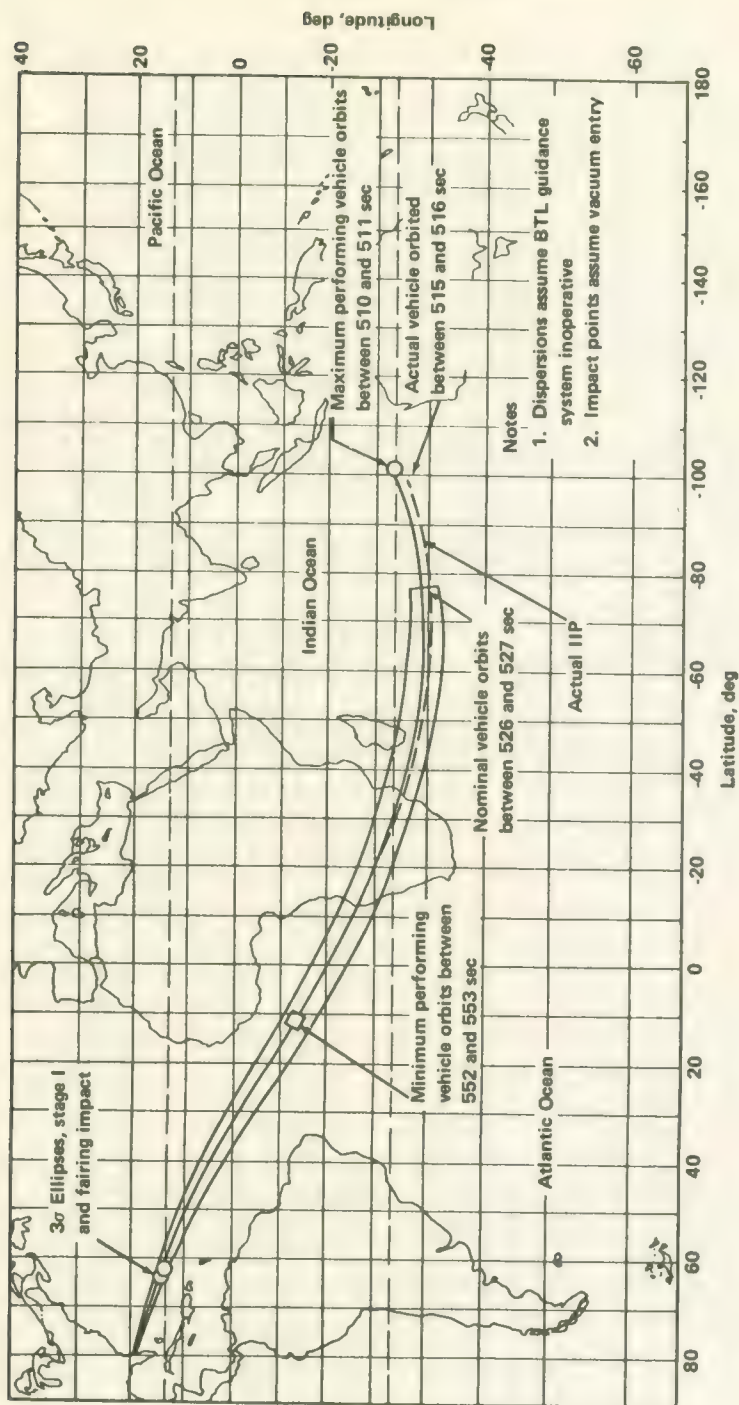 3σ Ellipses, stage I
and fairing impact
Pacific Ocean
Maximum performing vehicle orbits
between 510 and 511 sec
Indian Ocean
Actual vehicle orbited
between 515 and 516 sec
Minimum performing
vehicle orbits between
552 and 553 sec
Nominal vehicle orbits
between 526 and 527 sec
Actual IIP
Atlantic Ocean
Notes
1. Dispersions assume BTL guidance
system inoperative
2. Impact points assume vacuum entry
40
20
0
-20
-40
-60
Longitude, deg
80
60
40
20
0
-20
-40
-60
-80
-100
-120
-140
-160
180
Latitude, deg